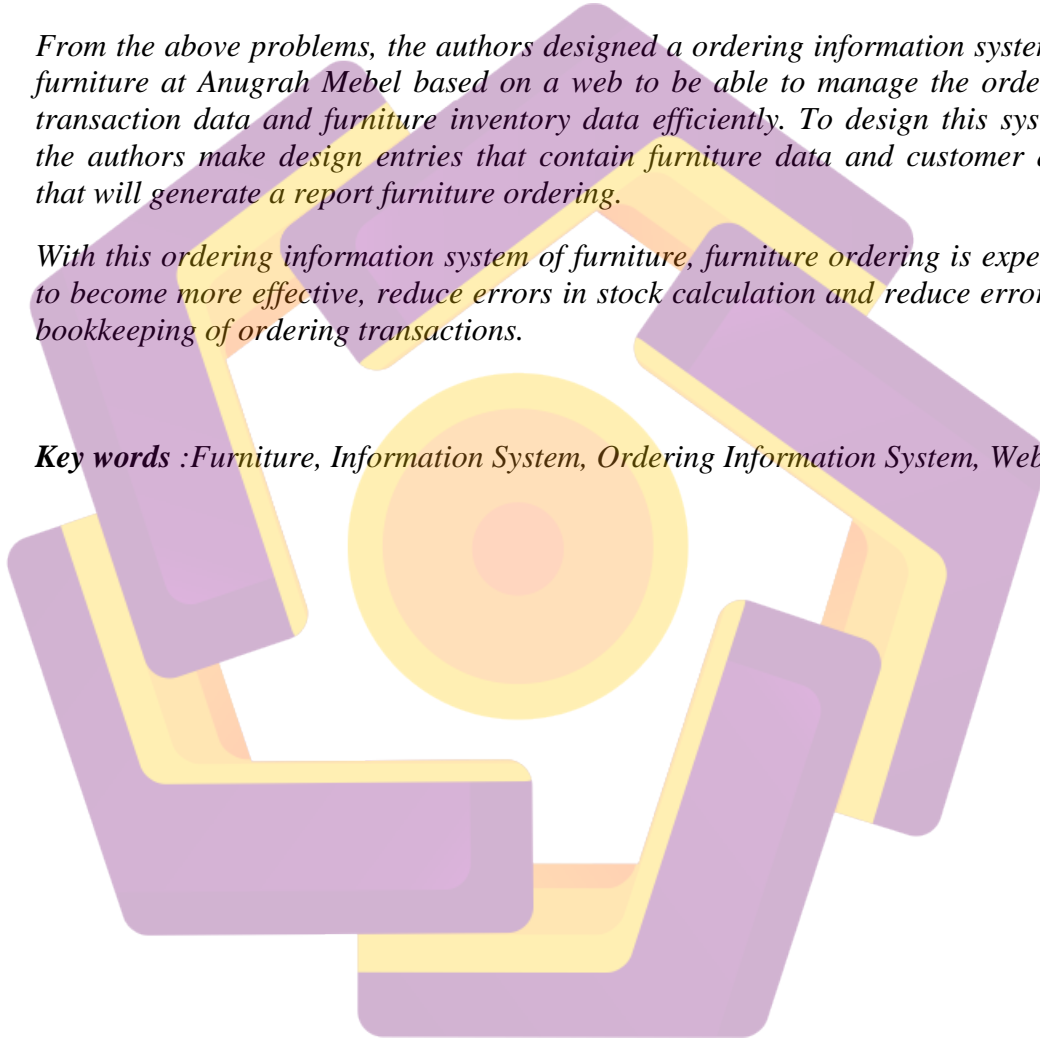 From the above problems, the authors designed a ordering information system
furniture at Anugrah Mebel based on a web to be able to manage the
transaction data and furniture inventory data efficiently. To design this
the authors make design entries that contain furniture data and customer
that will generate a report furniture ordering.
With this ordering information system of furniture, furniture ordering is
to become more effective, reduce errors in stock calculation and reduce
bookkeeping of ordering transactions.
Key words :Furniture, Information System, Ordering Information System, Web